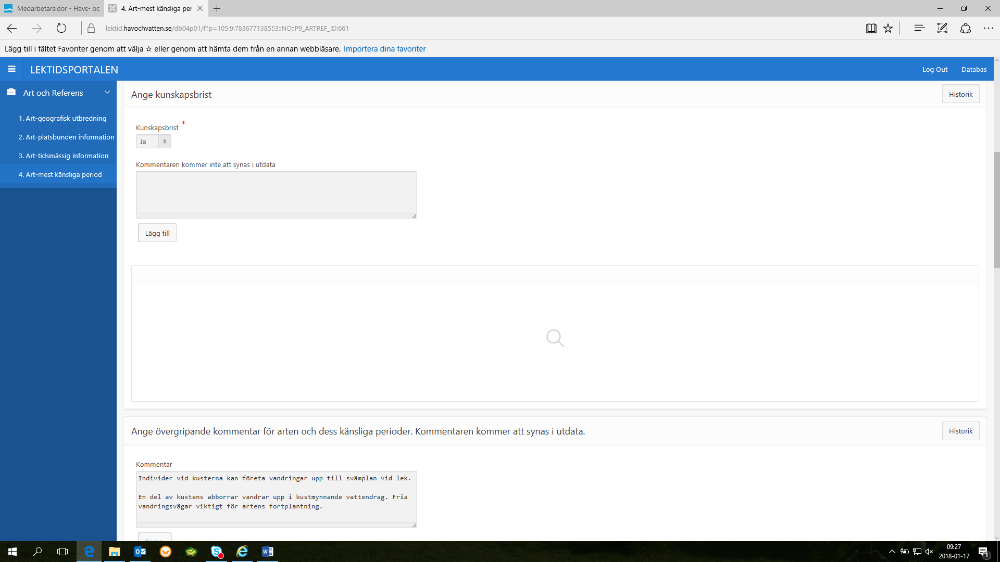 Medarbetarsidor - Havs- oc
4. Art-mest känsliga per
lektid.havochvatten.se/db04p01/f?p=105:9:783677138553::NO::P9_ARTREF_ID:661
Lägg till i fältet Favoriter genom att välja ☆ eller genom att hämta dem från en annan webbläsare. Importera dina favoriter
LEKTIDSPORTALEN
Log Out
Databas
Art och Referens
1. Art-geografisk utbredning
2. Art-platsbunden information
3. Art-tidsmässig information
4. Art-mest känsliga period
Ange kunskapsbrist
Historik
Kunskapsbrist *
Ja
Kommentaren kommer inte att synas i utdata
Lägg till
Ange övergripande kommentar för arten och dess känsliga perioder. Kommentaren kommer att synas i utdata.
Historik
Kommentar
Individer vid kusterna kan företa vandringar upp till svämplan vid lek.
En del av kustens abborrar vandrar upp i kustmynnande vattendrag. Fria
vandringsvägar viktigt för artens fortplantning.
09:27
2018-01-17
1